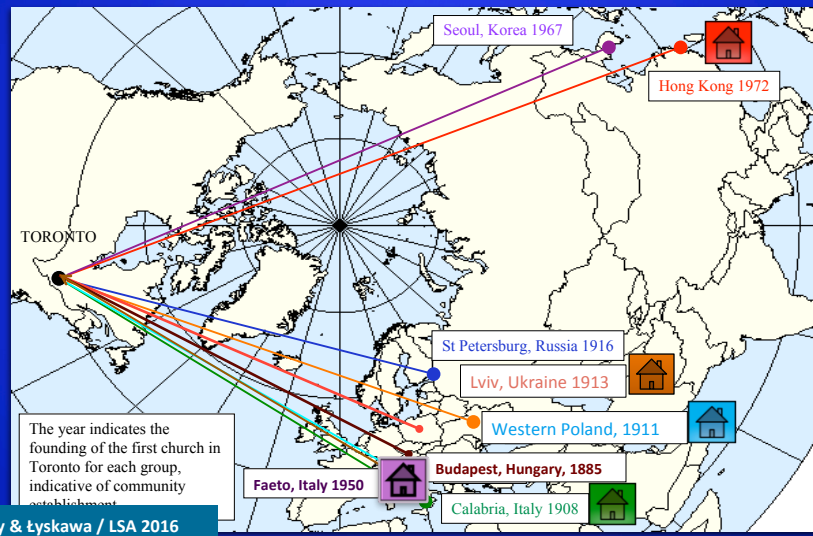 Seoul, Korea 1967
Hong Kong 1972
TORONTO
St Petersburg, Russia 1916
Lviv, Ukraine 1913
Western Poland, 1911
Budapest, Hungary, 1885
Faeto, Italy 1950
Calabria, Italy 1908
The year indicates the
founding of the first church in
Toronto for each group,
indicative of community
establishment
y & Łyskawa / LSA 2016